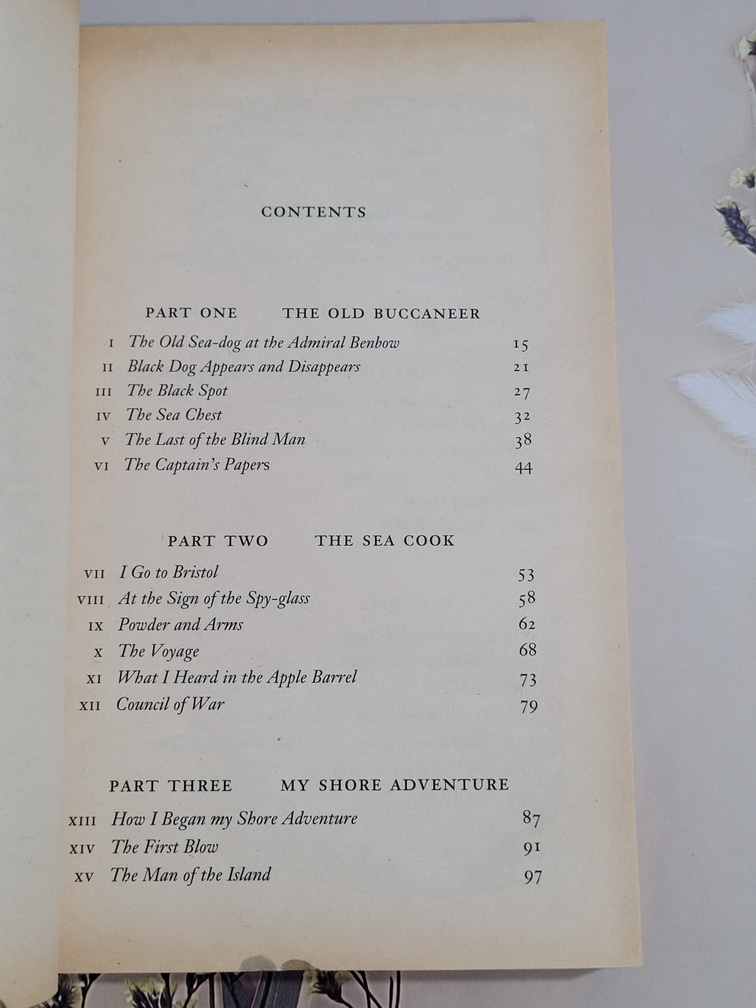 CONTENTS
PART ONE THE OLD BUCCANEER
I The Old Sea-dog at the Admiral Benbow 15
II Black Dog Appears and Disappears 21
III The Black Spot 27
IV The Sea Chest 32
V The Last of the Blind Man 38
VI The Captain's Papers 44
PART TWO THE SEA COOK
VII I Go to Bristol 53
VIII At the Sign of the Spy-glass 58
IX Powder and Arms 62
X The Voyage 68
XI What I Heard in the Apple Barrel 73
XII Council of War 79
PART THREE MY SHORE ADVENTURE
XIII How I Began my Shore Adventure 87
XIV The First Blow 91
XV The Man of the Island 97